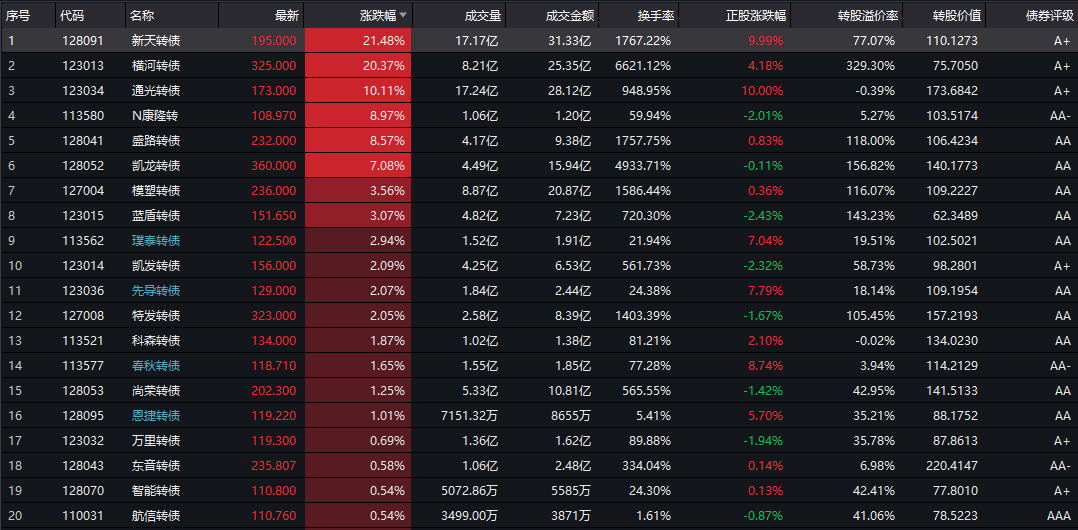 序号 代码 名称 最新 涨跌幅 成交量 成交金额 换手率 正股涨跌幅 转股溢价率 转股价值 债券评级
1 128091 新天转债 195.000 21.48% 17.17亿 31.33亿 1767.22% 9.99% 77.07% 110.1273 A+
2 123013 横河转债 325.000 20.37% 8.21亿 25.35亿 6621.12% 4.18% 329.30% 75.7050 A+
3 123034 通光转债 173.000 10.11% 17.24亿 28.12亿 948.95% 10.00% -0.39% 173.6842 A+
4 113580 N康隆转 108.970 8.97% 1.06亿 1.20亿 59.94% -2.01% 5.27% 103.5174 AA-
5 128041 盛路转债 232.000 8.57% 4.17亿 9.38亿 1757.75% 0.83% 118.00% 106.4234 AA
6 128052 凯龙转债 360.000 7.08% 4.49亿 15.94亿 4933.71% -0.11% 156.82% 140.1773 AA
7 127004 模塑转债 236.000 3.56% 8.87亿 20.87亿 1586.44% 0.36% 116.07% 109.2227 AA
8 123015 蓝盾转债 151.650 3.07% 4.82亿 7.23亿 720.30% -2.43% 143.23% 62.3489 AA
9 113562 璞泰转债 122.500 2.94% 1.52亿 1.91亿 21.94% 7.04% 19.51% 102.5021 AA
10 123014 凯发转债 156.000 2.09% 4.25亿 6.53亿 561.73% -2.32% 58.73% 98.2801 A+
11 123036 先导转债 129.000 2.07% 1.84亿 2.44亿 24.38% 7.79% 18.14% 109.1954 AA
12 127008 特发转债 323.000 2.05% 2.58亿 8.39亿 1403.39% -1.67% 105.45% 157.2193 AA
13 113521 科森转债 134.000 1.87% 1.02亿 1.38亿 81.21% 2.10% -0.02% 134.0230 AA
14 113577 春秋转债 118.710 1.65% 1.55亿 1.85亿 77.28% 8.74% 3.94% 114.2129 AA-
15 128053 尚荣转债 202.300 1.25% 5.33亿 10.81亿 565.55% -1.42% 42.95% 141.5133 AA
16 128095 恩捷转债 119.220 1.01% 7151.32万 8655万 5.41% 5.70% 35.21% 88.1752 AA
17 123032 万里转债 119.300 0.69% 1.36亿 1.62亿 89.88% -1.94% 35.78% 87.8613 A+
18 128043 东音转债 235.807 0.58% 1.06亿 2.48亿 334.04% 0.14% 6.98% 220.4147 AA-
19 128070 智能转债 110.800 0.54% 5072.86万 5585万 24.30% 0.13% 42.41% 77.8010 A+
20 110031 航信转债 110.760 0.54% 3499.00万 3871万 1.61% -0.87% 41.06% 78.5223 AAA